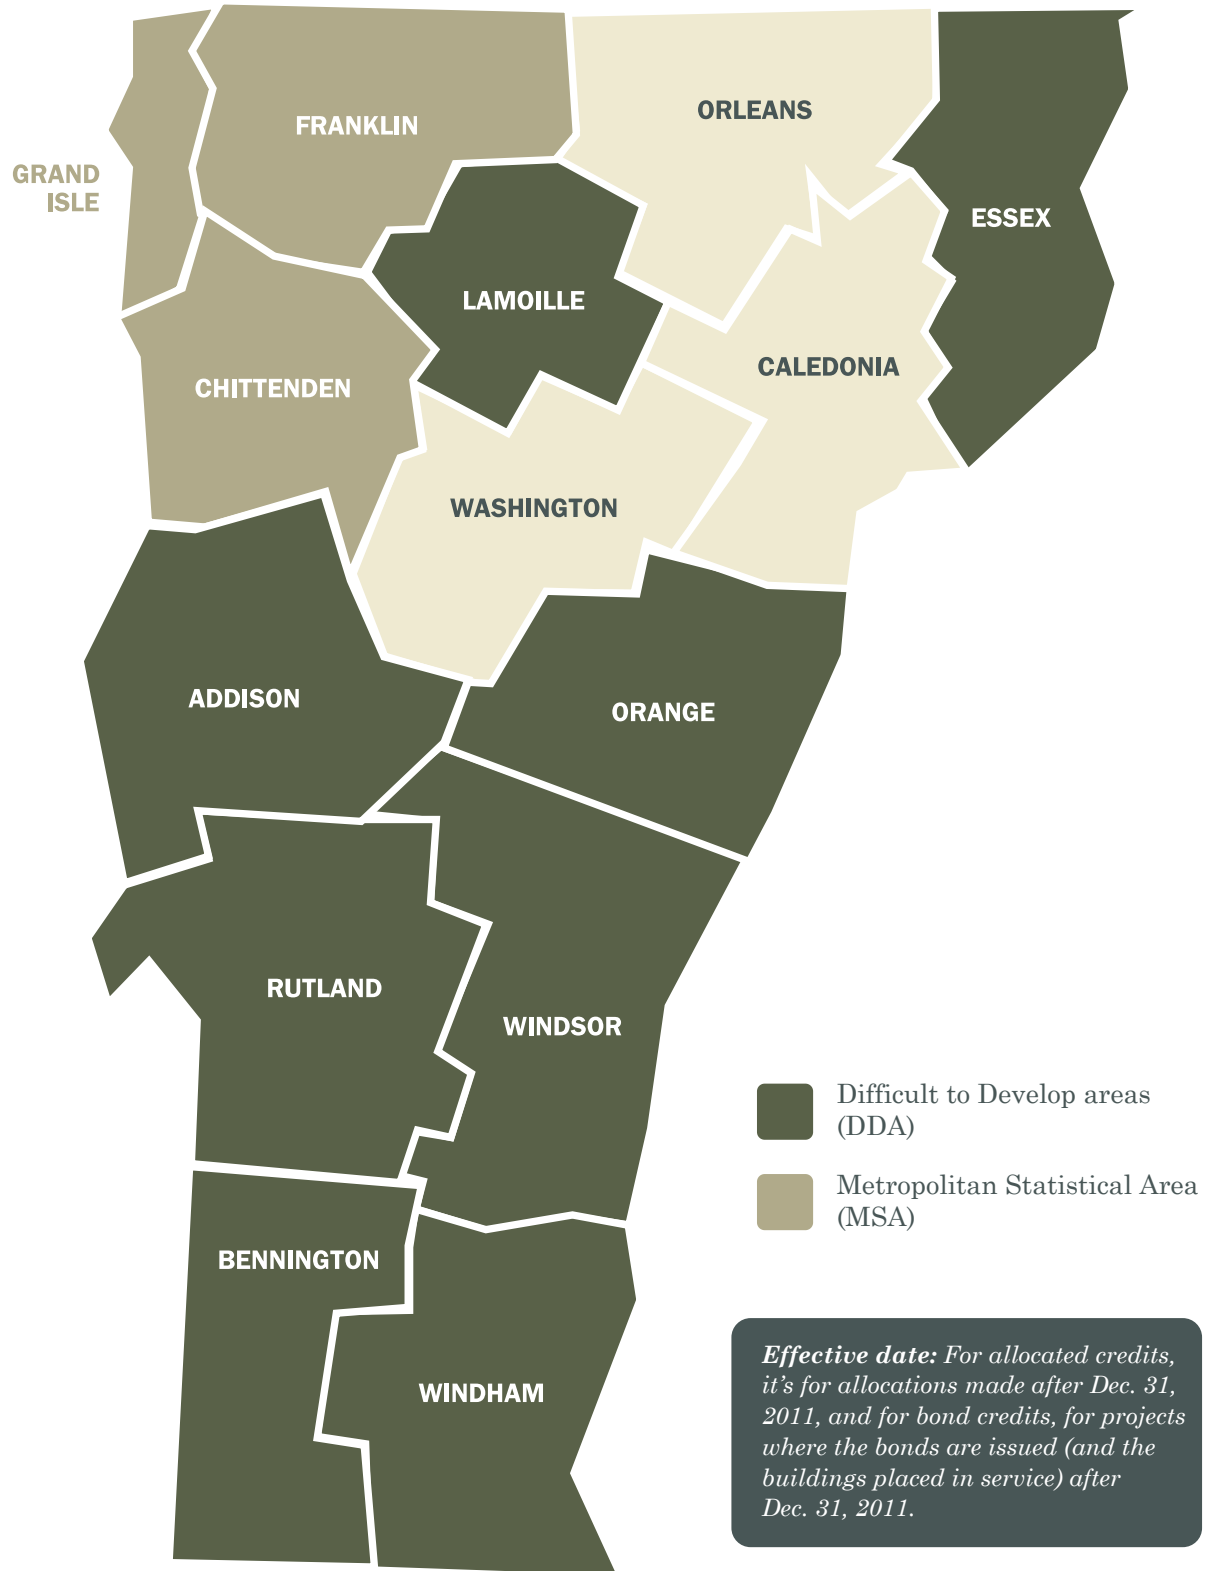 FRANKLIN
ORLEANS
GRAND
ISLE
ESSEX
LAMOILLE
CALEDONIA
CHITTENDEN
WASHINGTON
ADDISON
ORANGE
RUTLAND
WINDSOR
Difficult to Develop areas
(DDA)
Metropolitan Statistical Area
(MSA)
BENNINGTON
WINDHAM
Effective date: For allocated credits,
it's for allocations made after Dec. 31,
2011, and for bond credits, for projects
where the bonds are issued (and the
buildings placed in service) after
Dec. 31, 2011.